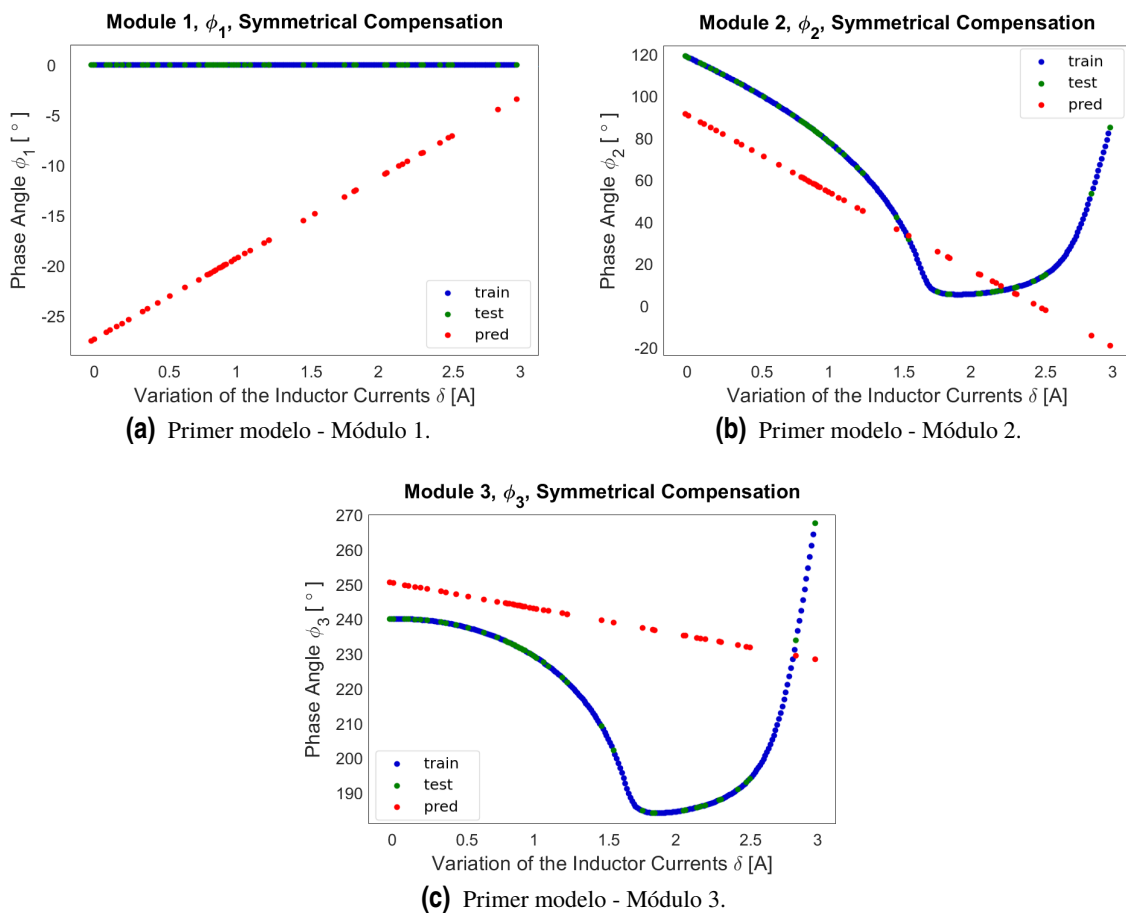 Module 1, ϕ1, Symmetrical Compensation
Phase Angle ϕ1 [ ° ]
0
-5
-10
-15
-20
-25
train
test
pred
0 0.5 1 1.5 2 2.5 3
Variation of the Inductor Currents δ [A]
(a) Primer modelo - Módulo 1.
Module 2, ϕ2, Symmetrical Compensation
Phase Angle ϕ2 [ ° ]
120
100
80
60
40
20
0
-20
train
test
pred
0 0.5 1 1.5 2 2.5 3
Variation of the Inductor Currents δ [A]
(b) Primer modelo - Módulo 2.
Module 3, ϕ3, Symmetrical Compensation
Phase Angle ϕ3 [ ° ]
270
260
250
240
230
220
210
200
190
train
test
pred
0 0.5 1 1.5 2 2.5 3
Variation of the Inductor Currents δ [A]
(c) Primer modelo - Módulo 3.